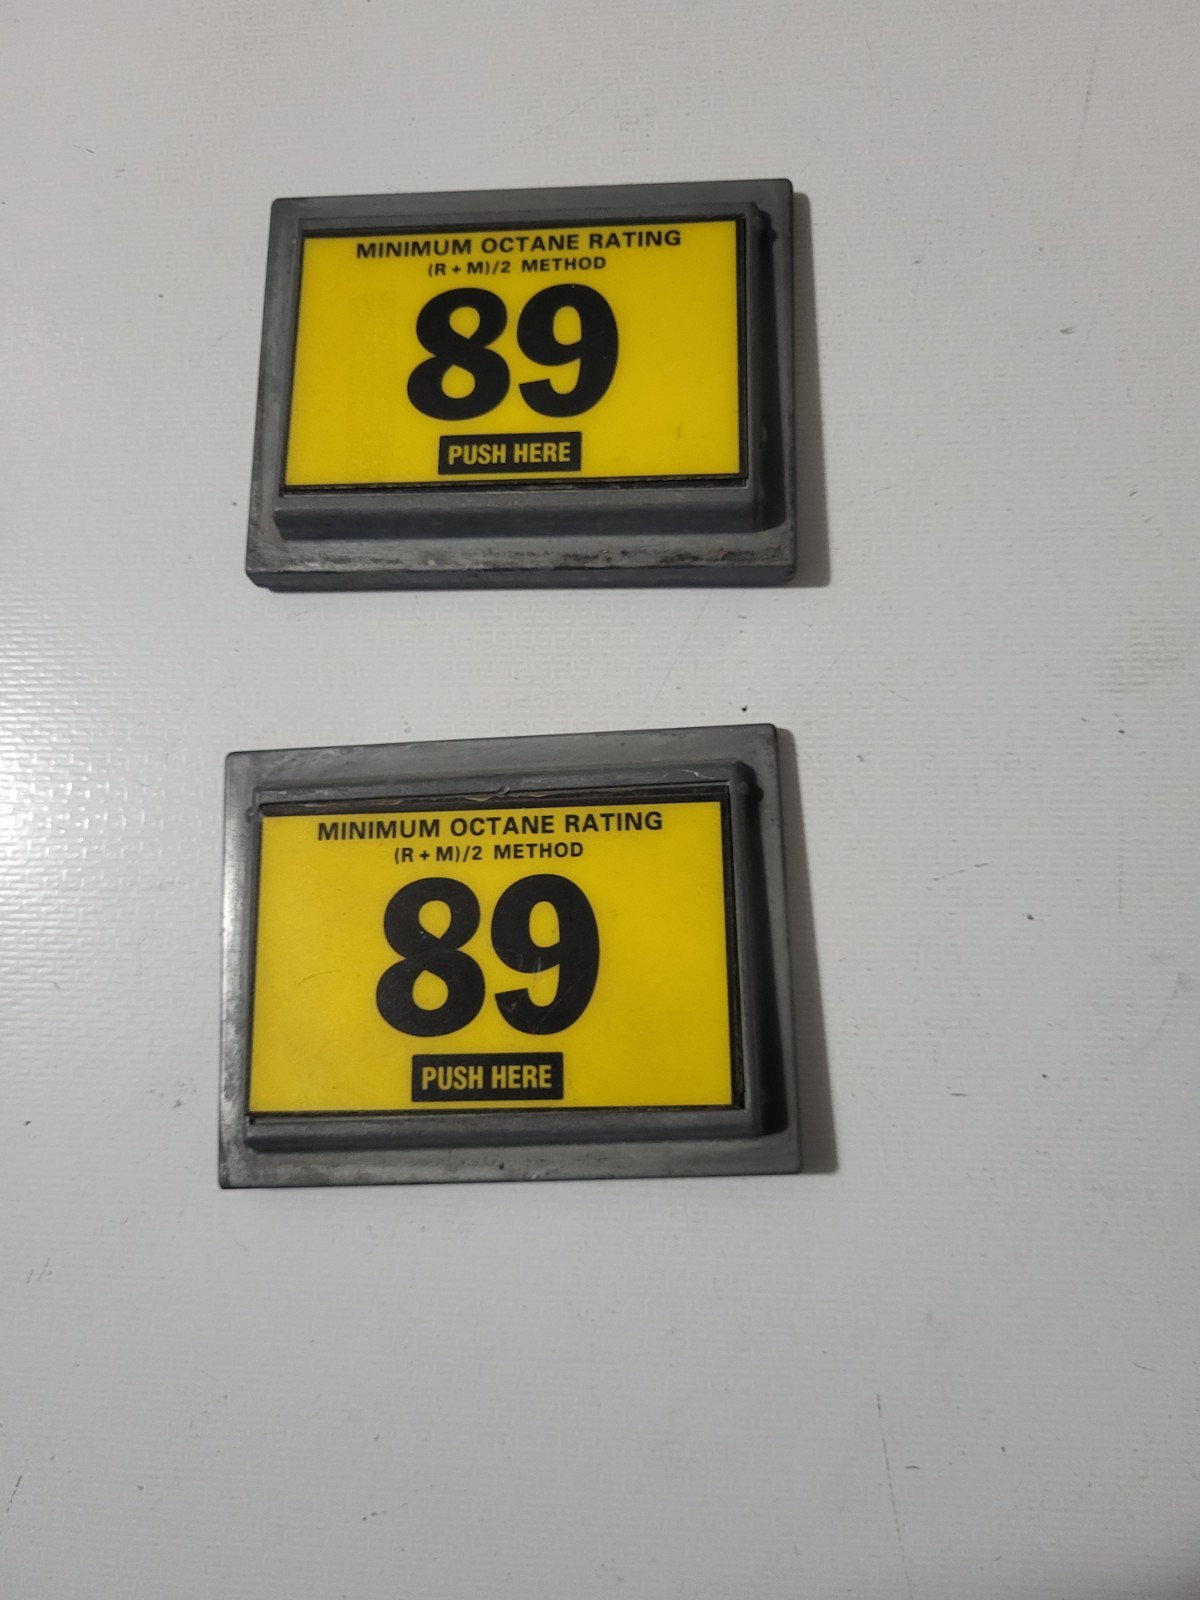 MINIMUM OCTANE RATING
(R + M)/2 METHOD
89
PUSH HERE
MINIMUM OCTANE RATING
(R + M)/2 METHOD
89
PUSH HERE